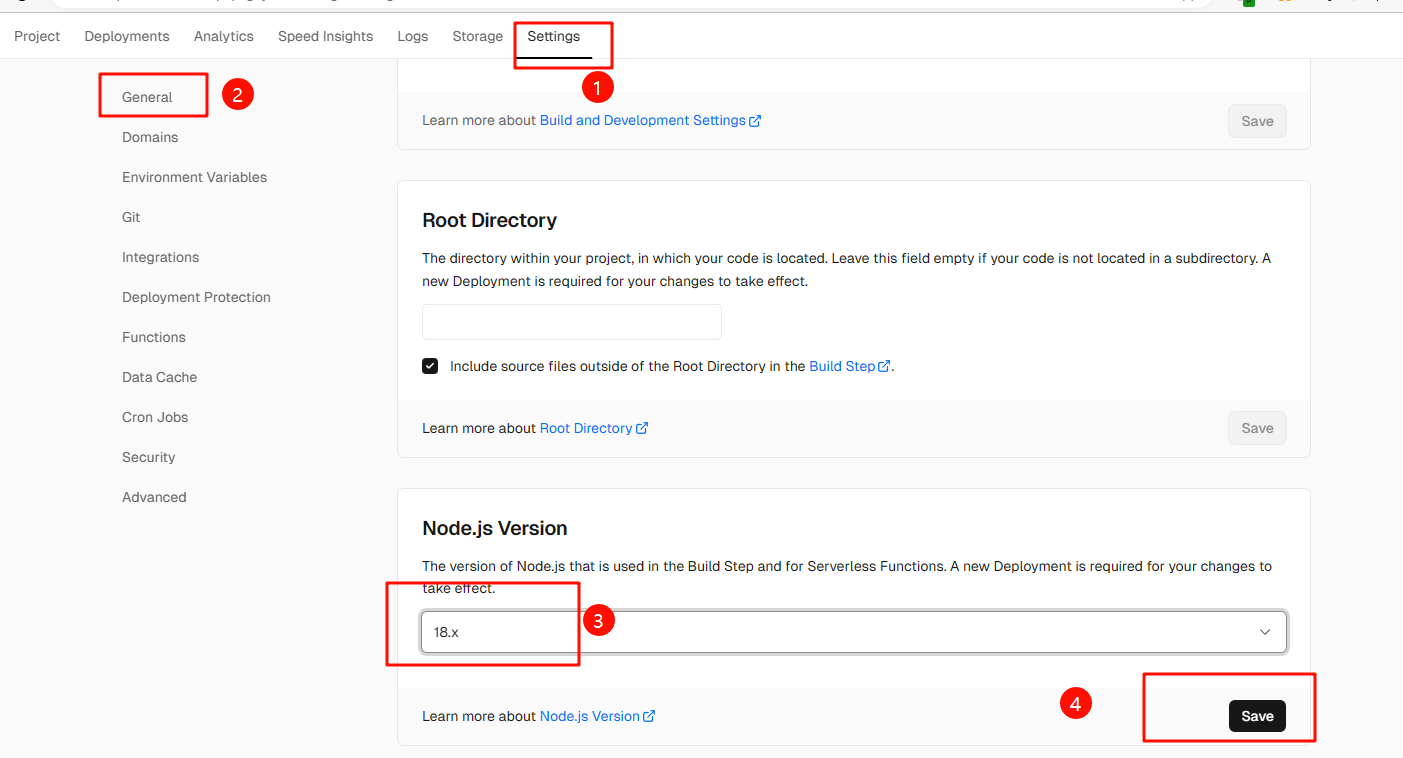 Project Deployments Analytics Speed Insights Logs Storage Settings
1
General 2
Domains
Environment Variables
Git
Integrations
Deployment Protection
Functions
Data Cache
Cron Jobs
Security
Advanced
Learn more about Build and Development Settings
Save
Root Directory
The directory within your project, in which your code is located. Leave this field empty if your code is not located in a subdirectory. A
new Deployment is required for your changes to take effect.
Include source files outside of the Root Directory in the Build Step.
Learn more about Root Directory
Save
Node.js Version
The version of Node.js that is used in the Build Step and for Serverless Functions. A new Deployment is required for your changes to
take effect.
18.x
3
Learn more about Node.js Version
4
Save